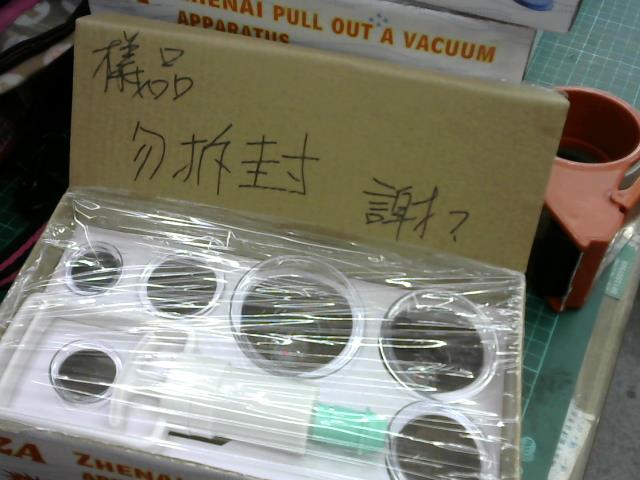 ZHENAI PULL OUT A VACUUM
APPARATUS
樣品
勿拆封
謝
ZA
ZHENAI